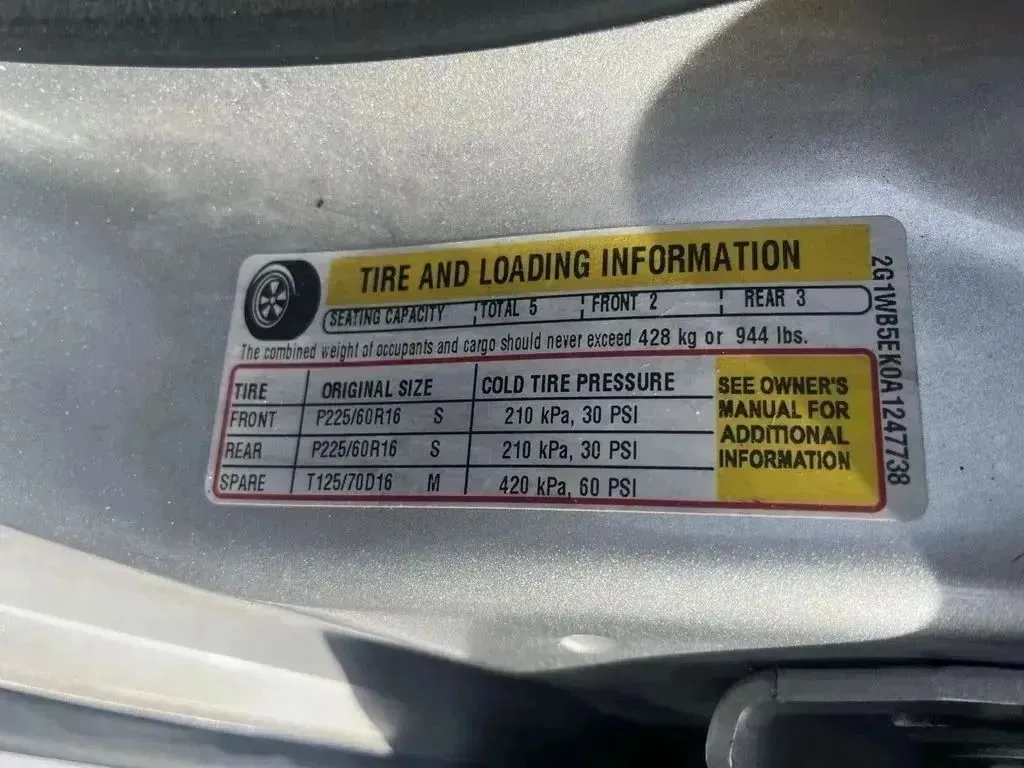 TIRE AND LOADING INFORMATION
SEATING CAPACITY TOTAL 5 FRONT 2 REAR 3
The combined weight of occupants and cargo should never exceed 428 kg or 944 lbs.
TIRE ORIGINAL SIZE COLD TIRE PRESSURE
FRONT P225/60R16 S 210 kPa, 30 PSI
REAR P225/60R16 S 210 kPa, 30 PSI
SPARE T125/70D16 M 420 kPa, 60 PSI
SEE OWNER'S
MANUAL FOR
ADDITIONAL
INFORMATION
2G1WB5EK0A1247738